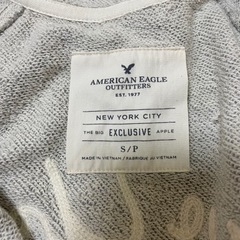 AMERICAN EAGLE
OUTFITTERS
EST. 1977
NEW YORK CITY
THE BIG EXCLUSIVE APPLE
S/P
MADE IN VIETNAM / FABRIQUÉ AU VIETNAM